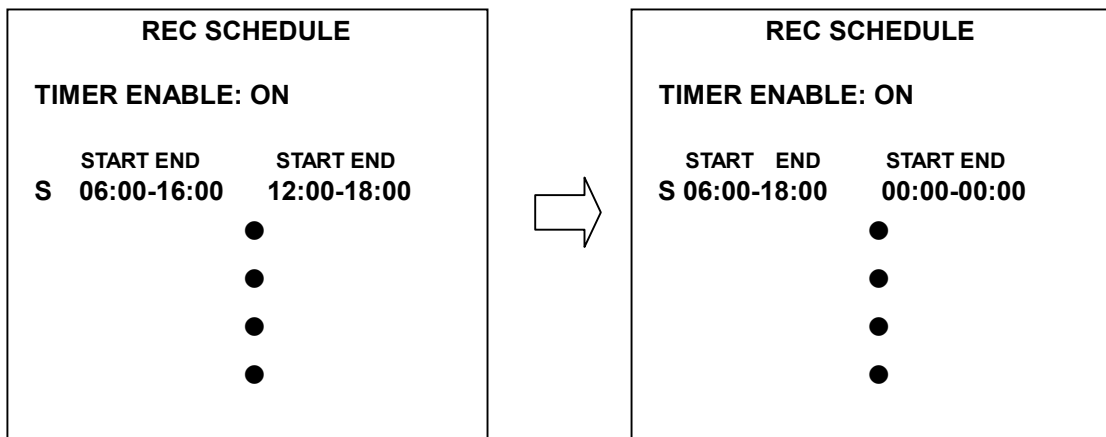 REC SCHEDULE
TIMER ENABLE: ON
START END START END
S 06:00-16:00 12:00-18:00
REC SCHEDULE
TIMER ENABLE: ON
START END START END
S 06:00-18:00 00:00-00:00